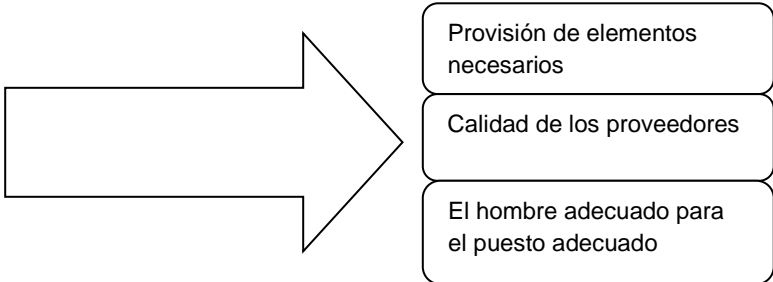 Provisión de elementos
necesarios
Calidad de los proveedores
El hombre adecuado para
el puesto adecuado